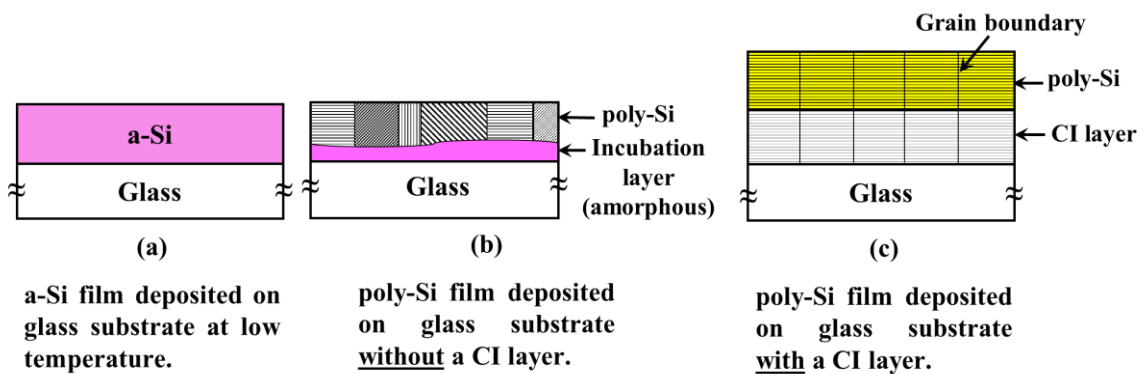 Grain boundary
poly-Si
CI layer
a-Si
Glass
poly-Si
Incubation
layer
(amorphous)
Glass
Glass
(a)
(b)
(c)
a-Si film deposited on
glass substrate at low
temperature.
poly-Si film deposited
on glass substrate
without a CI layer.
poly-Si film deposited
on glass substrate
with a CI layer.